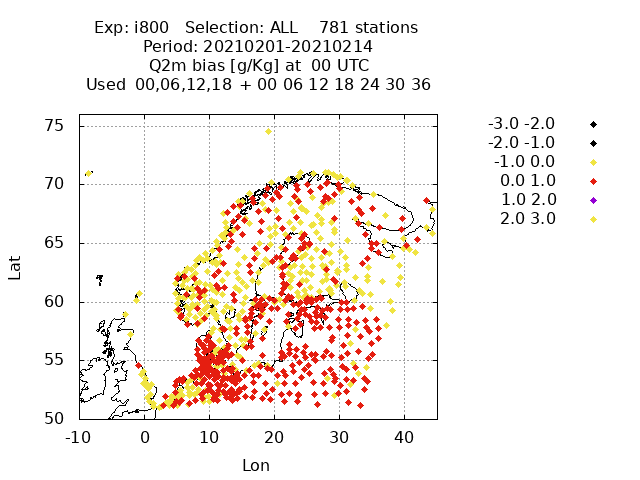 Exp: i800   Selection: ALL    781 stations
Period: 20210201-20210214
Q2m bias [g/Kg] at  00 UTC
Used  00,06,12,18 + 00 06 12 18 24 30 36
-3.0 -2.0
-2.0 -1.0
-1.0 0.0
0.0 1.0
1.0 2.0
2.0 3.0
75
70
65
60
55
50
Lat
-10 0 10 20 30 40
Lon